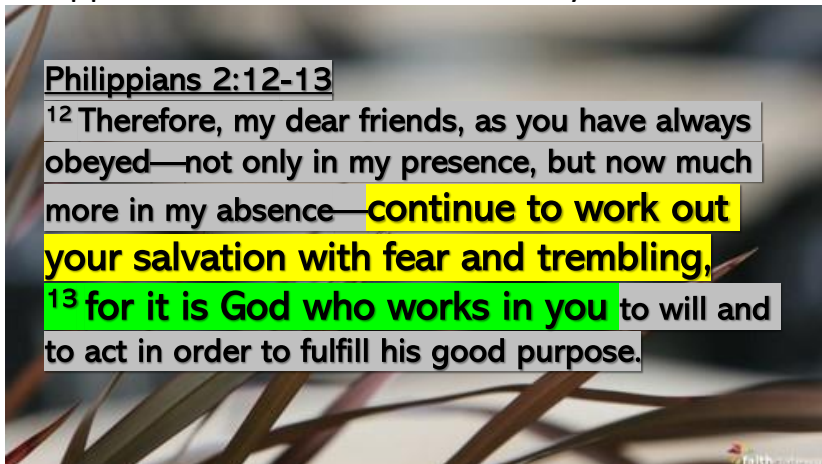 Philippians 2:12-13
12 Therefore, my dear friends, as you have always
obeyed—not only in my presence, but now much
more in my absence—continue to work out
your salvation with fear and trembling,
13 for it is God who works in you to will and
to act in order to fulfill his good purpose.